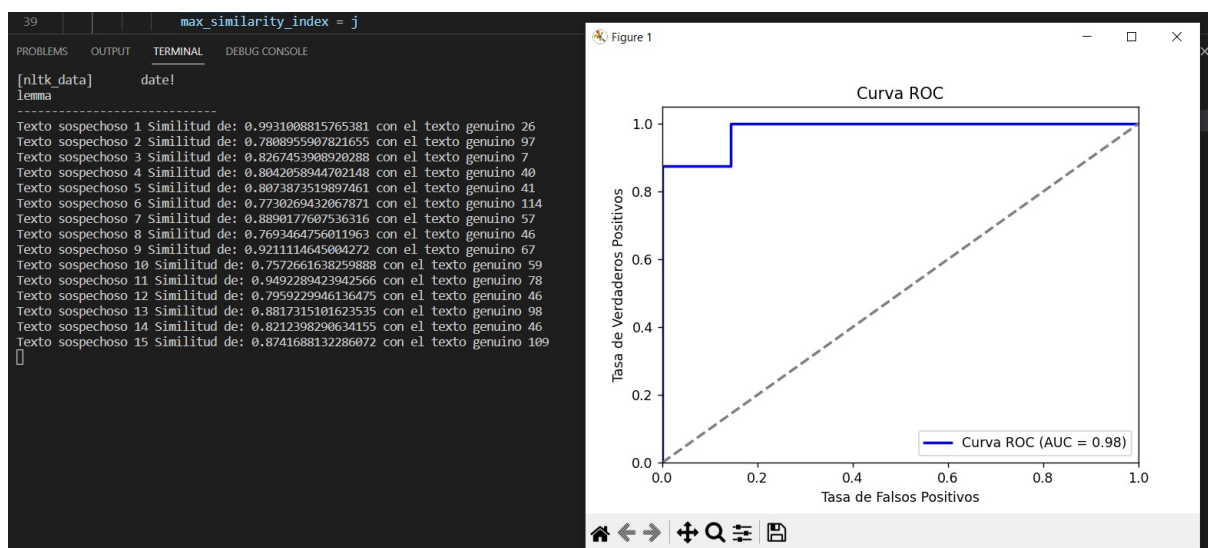 39 max_similarity_index = j
PROBLEMS OUTPUT TERMINAL DEBUG CONSOLE
[nltk_data] date!
lemma
-----------------------------
Texto sospechoso 1 Similitud de: 0.9931008815765381 con el texto genuino 26
Texto sospechoso 2 Similitud de: 0.7808955907821655 con el texto genuino 97
Texto sospechoso 3 Similitud de: 0.8267453908920288 con el texto genuino 7
Texto sospechoso 4 Similitud de: 0.8042058944702148 con el texto genuino 40
Texto sospechoso 5 Similitud de: 0.8073873519897461 con el texto genuino 41
Texto sospechoso 6 Similitud de: 0.7730269432067871 con el texto genuino 114
Texto sospechoso 7 Similitud de: 0.8890177607536316 con el texto genuino 57
Texto sospechoso 8 Similitud de: 0.7693464756011963 con el texto genuino 46
Texto sospechoso 9 Similitud de: 0.9211114645004272 con el texto genuino 67
Texto sospechoso 10 Similitud de: 0.7572661638259888 con el texto genuino 59
Texto sospechoso 11 Similitud de: 0.9492289423942566 con el texto genuino 78
Texto sospechoso 12 Similitud de: 0.7959229946136475 con el texto genuino 46
Texto sospechoso 13 Similitud de: 0.8817315101623535 con el texto genuino 98
Texto sospechoso 14 Similitud de: 0.8212398290634155 con el texto genuino 46
Texto sospechoso 15 Similitud de: 0.8741688132286072 con el texto genuino 109
Figure 1
Curva ROC
1.0
0.8
0.6
0.4
0.2
0.0
Tasa de Verdaderos Positivos
Curva ROC (AUC = 0.98)
0.0 0.2 0.4 0.6 0.8 1.0
Tasa de Falsos Positivos